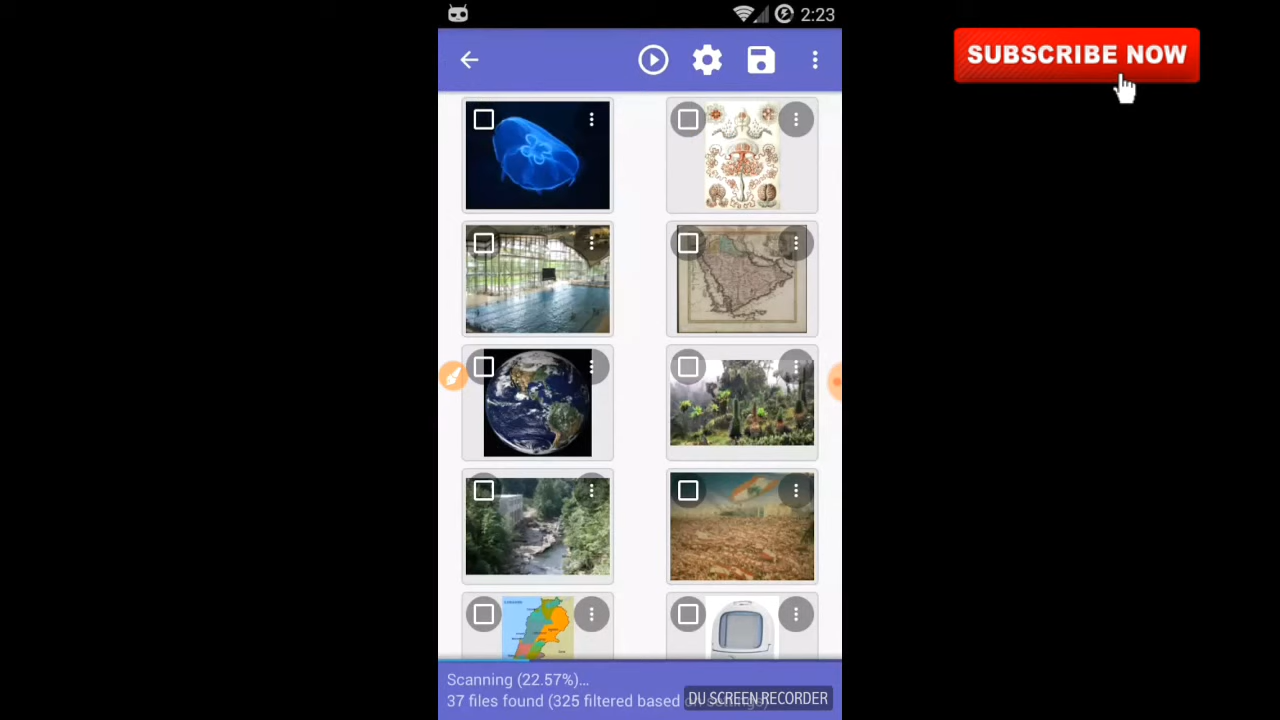 2:23
SUBSCRIBE NOW
Scanning (22.57%)…
37 files found (325 filtered based
DU SCREEN RECORDER